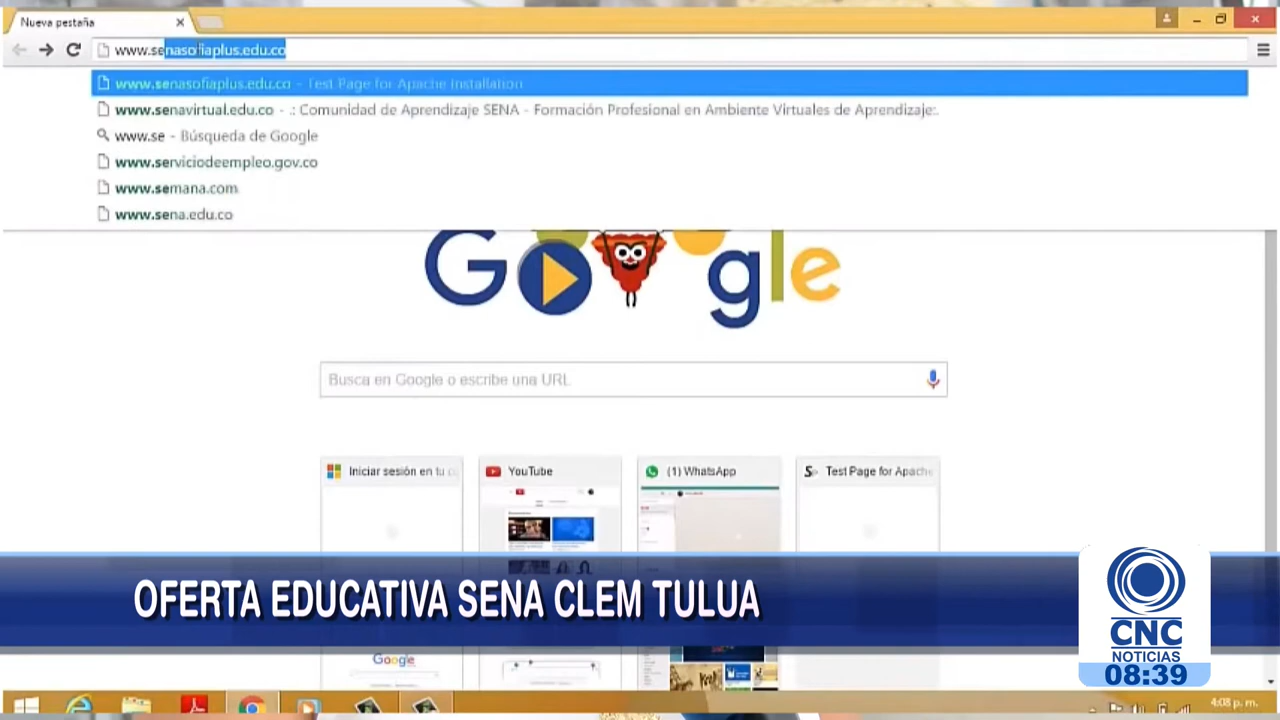 Nueva pestaña
www.senasofiaplus.edu.co
www.senasofiaplus.edu.co - Test Page for Apache Installation
www.senavirtual.edu.co - .: Comunidad de Aprendizaje SENA - Formación Profesional en Ambiente Virtuales de Aprendizaje:.
www.se - Búsqueda de Google
www.serviciodeempleo.gov.co
www.semana.com
www.sena.edu.co
Google
Busca en Google o escribe una URL
Iniciar sesión en tu c
YouTube
(1) WhatsApp
Test Page for Apache
OFERTA EDUCATIVA SENA CLEM TULUA
CNC
NOTICIAS
08:39
Google
4:08 p. m.